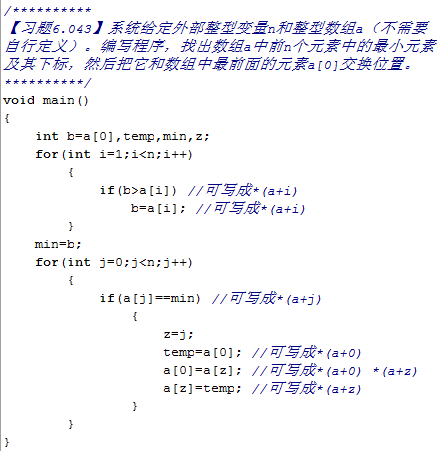 /**********
【习题6.043】系统给定外部整型变量n和整型数组a（不需要
自行定义）。编写程序，找出数组a中前n个元素中的最小元素
及其下标，然后把它和数组中最前面的元素a[0]交换位置。
**********/
void main()
{
    int b=a[0],temp,min,z;
    for(int i=1;i<n;i++)
        {
            if(b>a[i]) //可写成*(a+i)
                b=a[i]; //可写成*(a+i)
        }
    min=b;
    for(int j=0;j<n;j++)
        {
            if(a[j]==min) //可写成*(a+j)
                {
                    z=j;
                    temp=a[0]; //可写成*(a+0)
                    a[0]=a[z]; //可写成*(a+0) *(a+z)
                    a[z]=temp; //可写成*(a+z)
                }
        }
}